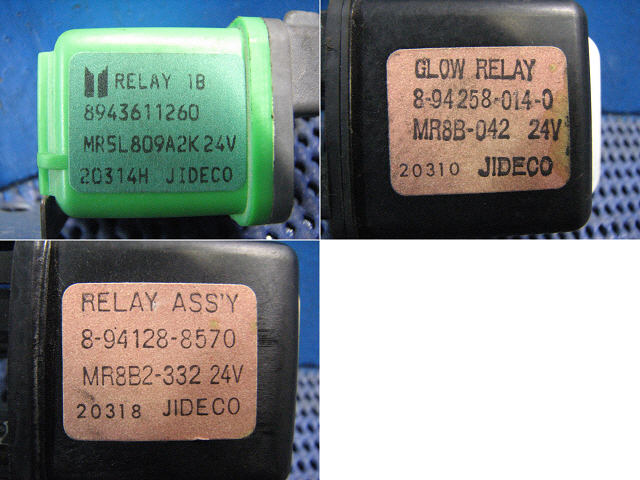 RELAY 1B
8943611260
MR5L809A2K 24V
20314H JIDECO
GLOW RELAY
8-94258-014-0
MR8B-042 24V
20310 JIDECO
RELAY ASS'Y
8-94128-8570
MR8B2-332 24V
20318 JIDECO